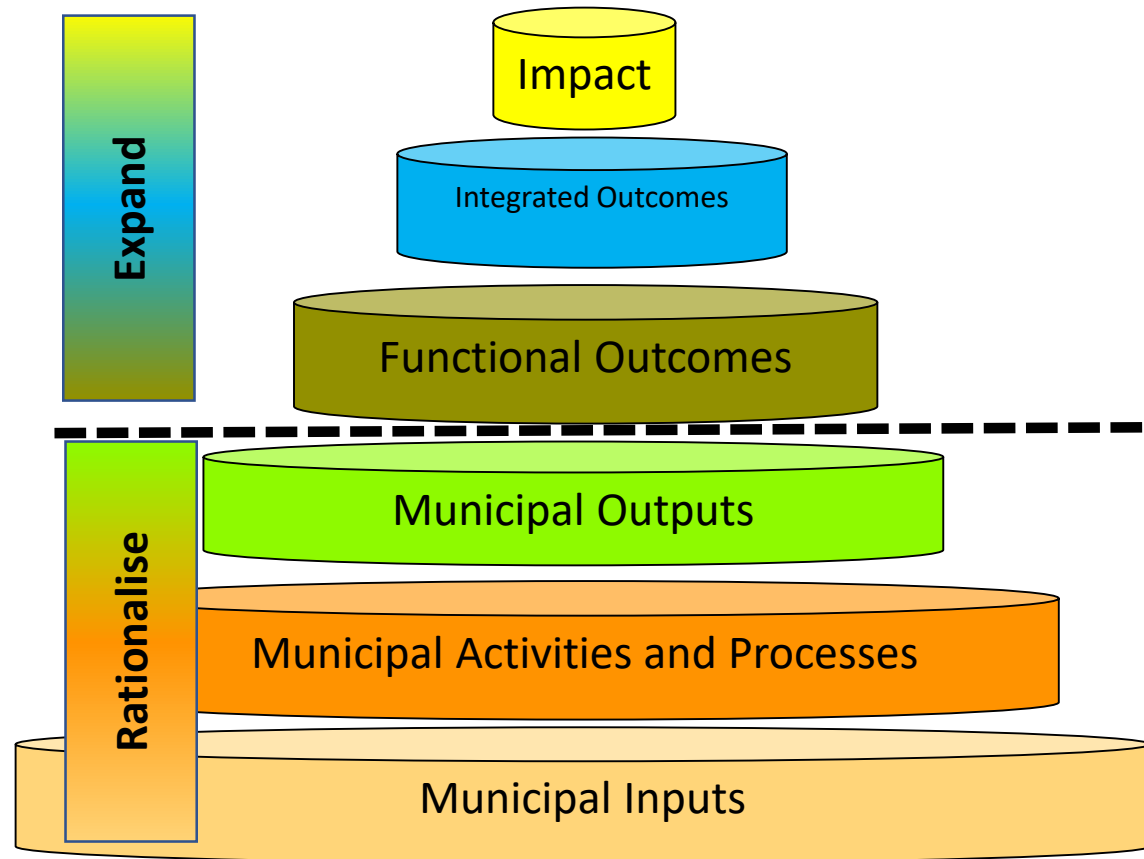 Impact
Integrated Outcomes
Expand
Functional Outcomes
Municipal Outputs
Municipal Activities and Processes
Rationalise
Municipal Inputs